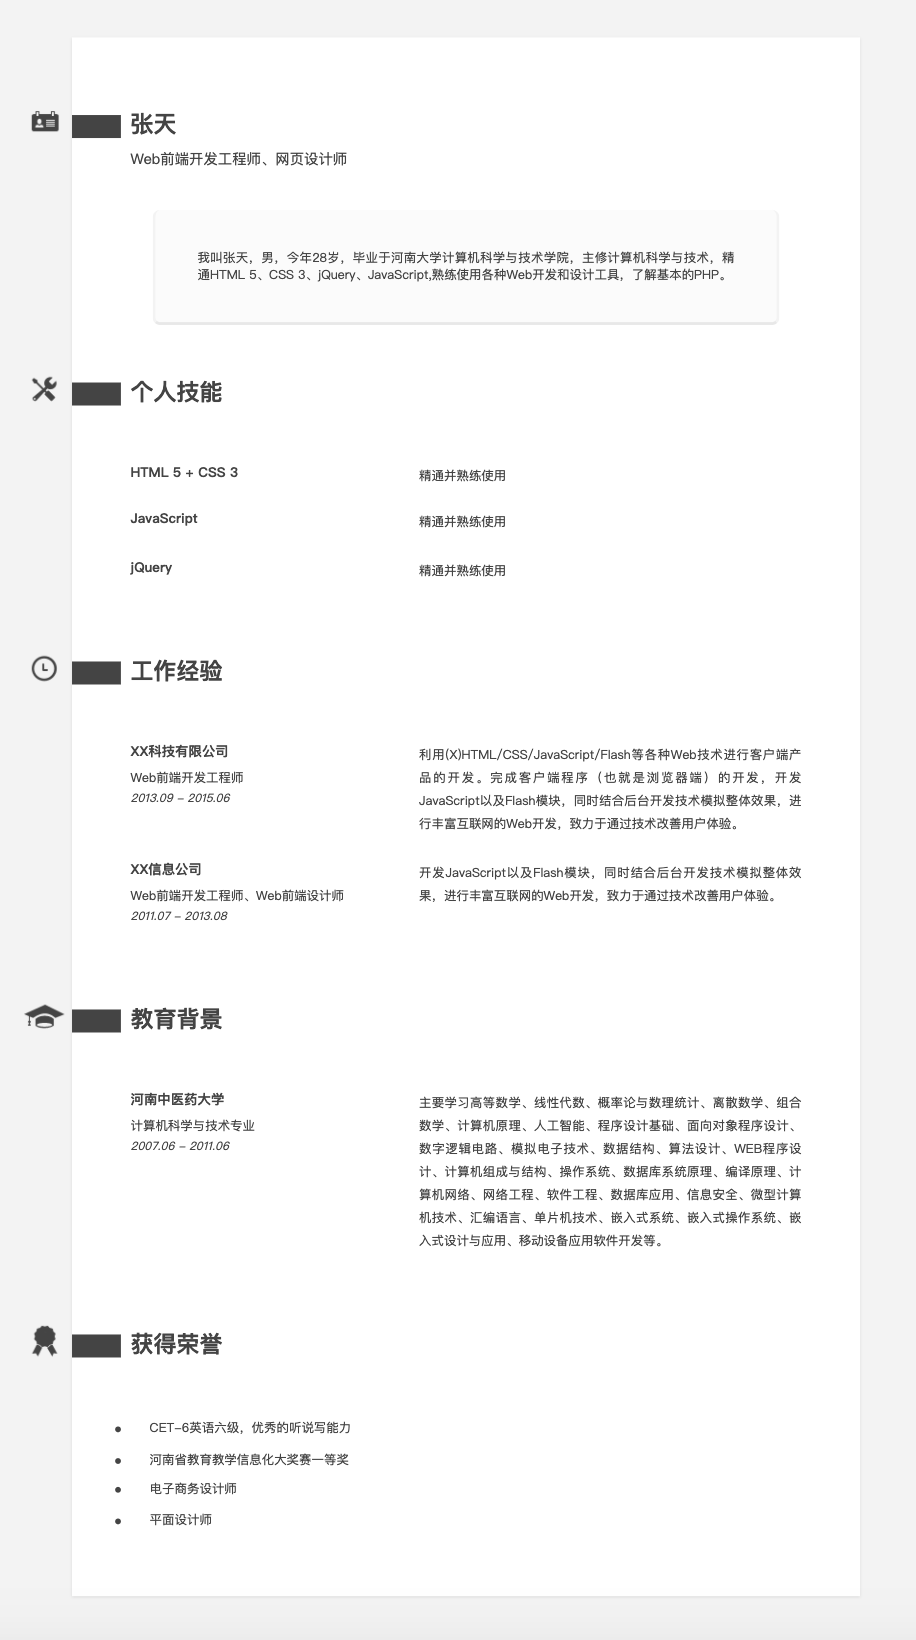 张天
Web前端开发工程师、网页设计师
我叫张天，男，今年28岁，毕业于河南大学计算机科学与技术学院，主修计算机科学与技术，精
通HTML 5、CSS 3、jQuery、JavaScript,熟练使用各种Web开发和设计工具，了解基本的PHP。
个人技能
HTML 5 + CSS 3
精通并熟练使用
JavaScript
精通并熟练使用
jQuery
精通并熟练使用
工作经验
XX科技有限公司
Web前端开发工程师
2013.09 – 2015.06
利用(X)HTML/CSS/JavaScript/Flash等各种Web技术进行客户端产
品的开发。完成客户端程序（也就是浏览器端）的开发，开发
JavaScript以及Flash模块，同时结合后台开发技术模拟整体效果，进
行丰富互联网的Web开发，致力于通过技术改善用户体验。
XX信息公司
Web前端开发工程师、Web前端设计师
2011.07 – 2013.08
开发JavaScript以及Flash模块，同时结合后台开发技术模拟整体效
果，进行丰富互联网的Web开发，致力于通过技术改善用户体验。
教育背景
河南中医药大学
计算机科学与技术专业
2007.06 – 2011.06
主要学习高等数学、线性代数、概率论与数理统计、离散数学、组合
数学、计算机原理、人工智能、程序设计基础、面向对象程序设计、
数字逻辑电路、模拟电子技术、数据结构、算法设计、WEB程序设
计、计算机组成与结构、操作系统、数据库系统原理、编译原理、计
算机网络、网络工程、软件工程、数据库应用、信息安全、微型计算
机技术、汇编语言、单片机技术、嵌入式系统、嵌入式操作系统、嵌
入式设计与应用、移动设备应用软件开发等。
获得荣誉
● CET–6英语六级，优秀的听说写能力
● 河南省教育教学信息化大奖赛一等奖
● 电子商务设计师
● 平面设计师